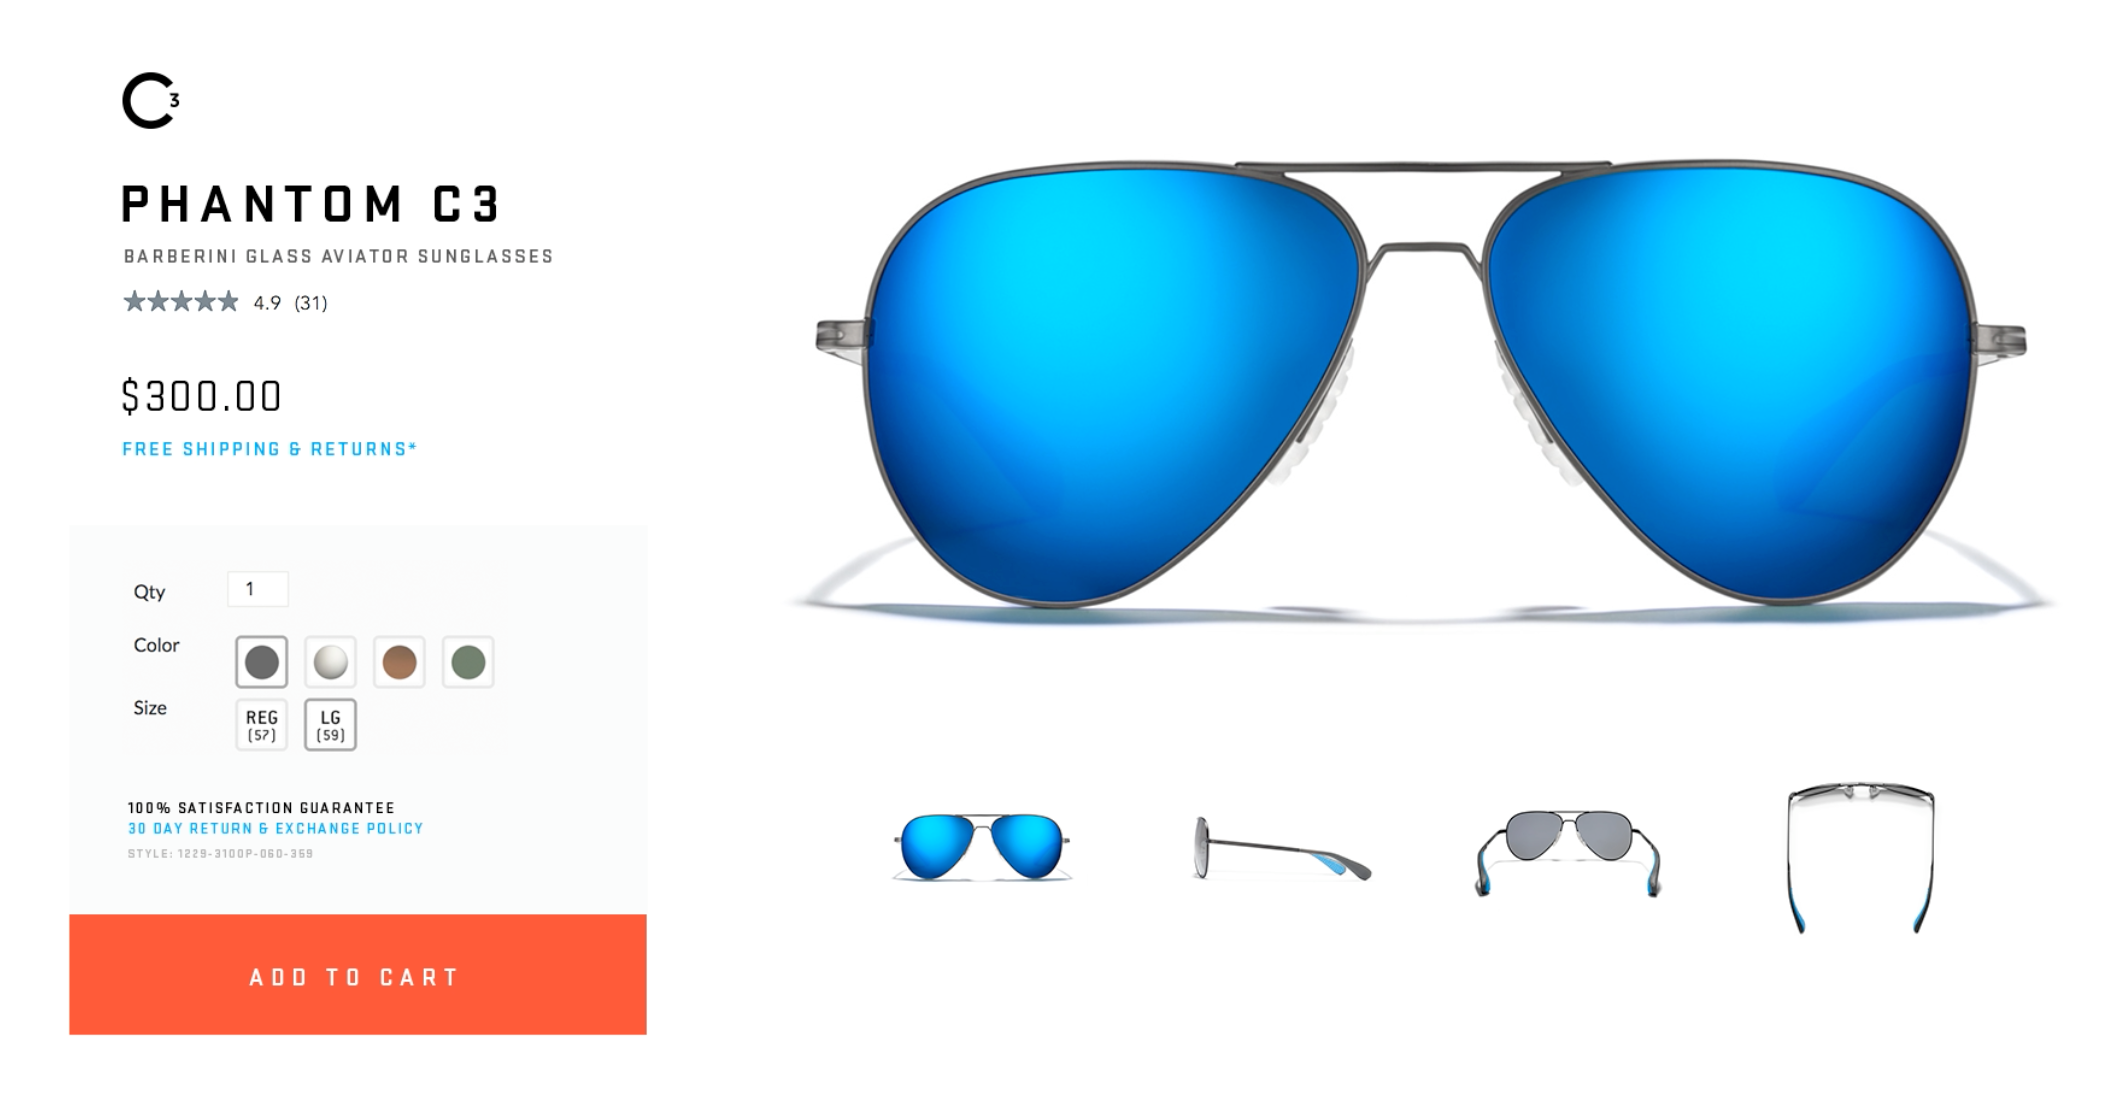 C3
PHANTOM C3
BARBERINI GLASS AVIATOR SUNGLASSES
4.9 (31)
$300.00
FREE SHIPPING & RETURNS*
Qty 1
Color
Size REG (57) LG (59)
100% SATISFACTION GUARANTEE
30 DAY RETURN & EXCHANGE POLICY
STYLE: 1229-3100P-060-359
ADD TO CART